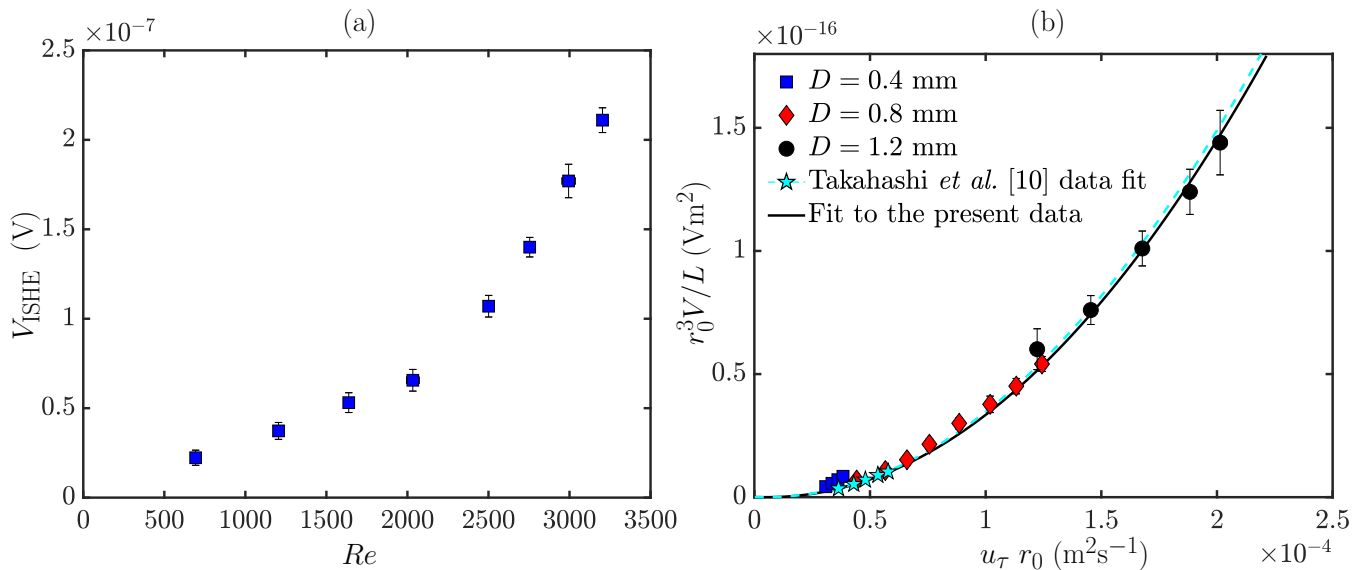 (a)
×10⁻⁷
2.5
2
1.5
1
0.5
0
V_ISHE (V)
0 500 1000 1500 2000 2500 3000 3500
Re
(b)
×10⁻¹⁶
D = 0.4 mm
D = 0.8 mm
D = 1.2 mm
Takahashi et al. [10] data fit
Fit to the present data
1.5
1
0.5
0
r₀³V/L (Vm²)
0 0.5 1 1.5 2 2.5
u_τ r₀ (m²s⁻¹)
×10⁻⁴